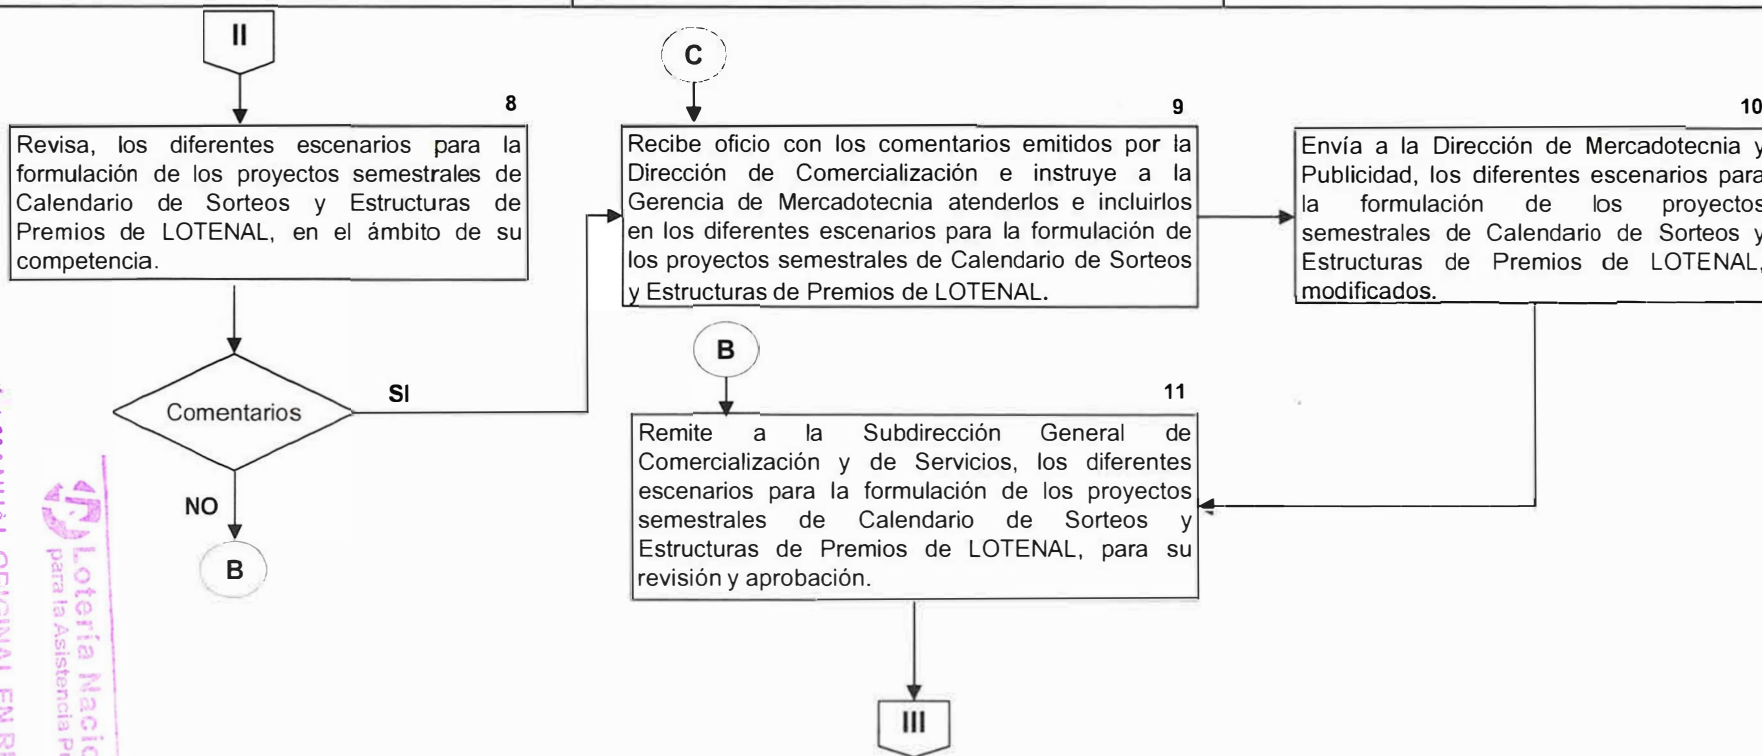 II
C
8
Revisa, los diferentes escenarios para la
formulación de los proyectos semestrales de
Calendario de Sorteos y Estructuras de
Premios de LOTENAL, en el ámbito de su
competencia.
9
Recibe oficio con los comentarios emitidos por la
Dirección de Comercialización e instruye a la
Gerencia de Mercadotecnia atenderlos e incluirlos
en los diferentes escenarios para la formulación de
los proyectos semestrales de Calendario de Sorteos
y Estructuras de Premios de LOTENAL.
10
Envía a la Dirección de Mercadotecnia y
Publicidad, los diferentes escenarios para
la formulación de los proyectos
semestrales de Calendario de Sorteos y
Estructuras de Premios de LOTENAL,
modificados.
Comentarios
SI
NO
B
B
11
Remite a la Subdirección General de
Comercialización y de Servicios, los diferentes
escenarios para la formulación de los proyectos
semestrales de Calendario de Sorteos y
Estructuras de Premios de LOTENAL, para su
revisión y aprobación.
III
Lotería Nacio
para la Asistencia P
ORIGINAL EN